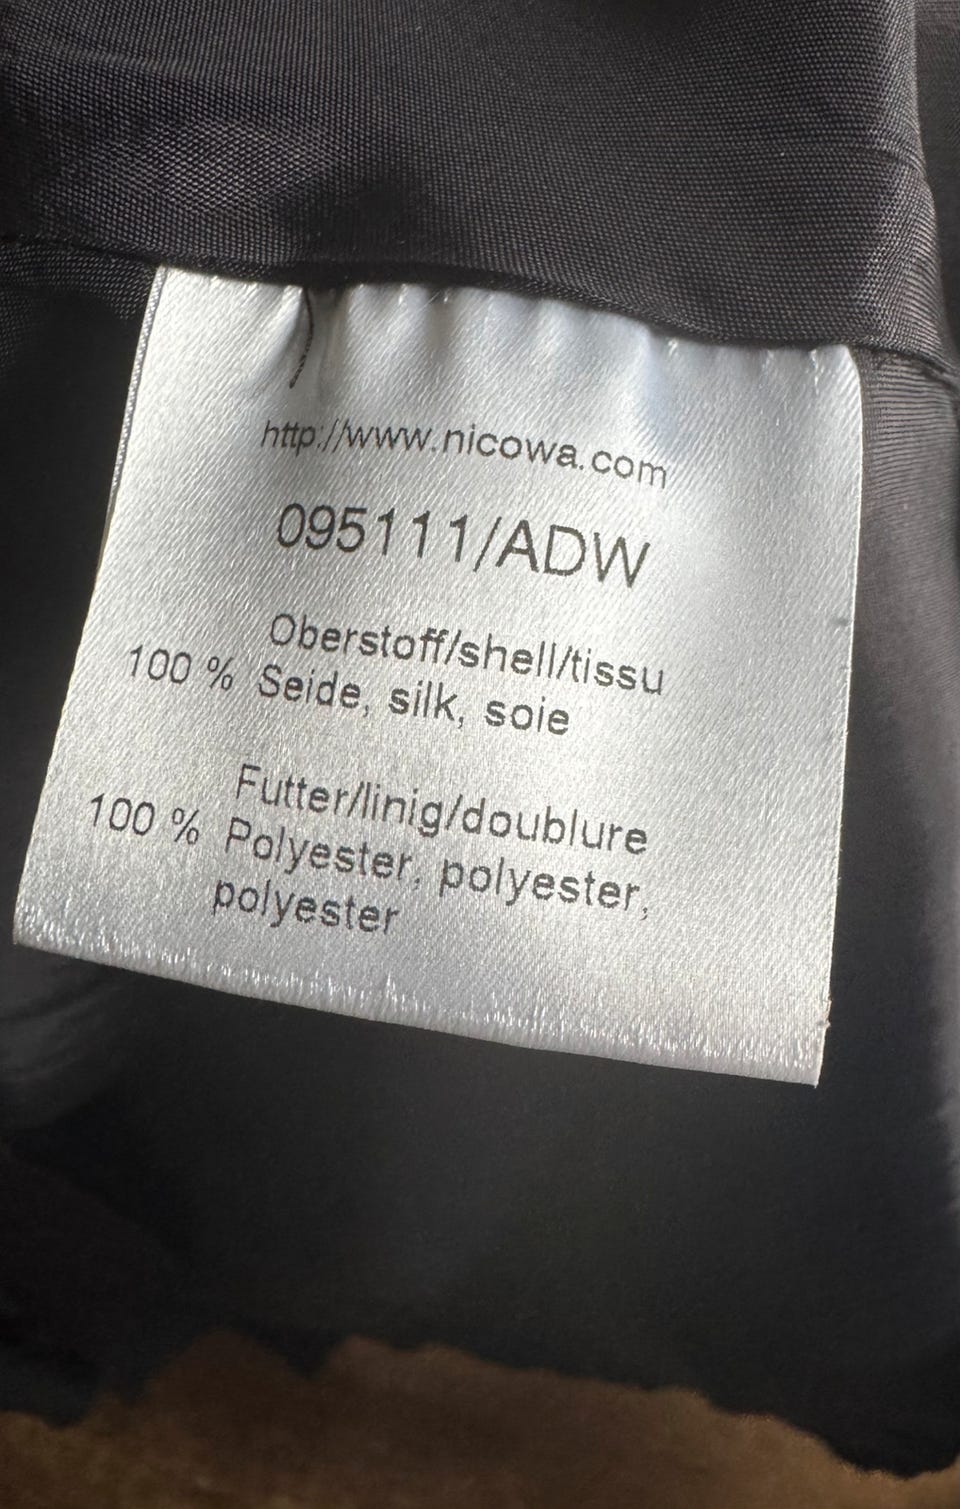 http://www.nicowa.com
095111/ADW
Oberstoff/shell/tissu
100 % Seide, silk, soie
Futter/linig/doublure
100 % Polyester, polyester,
polyester